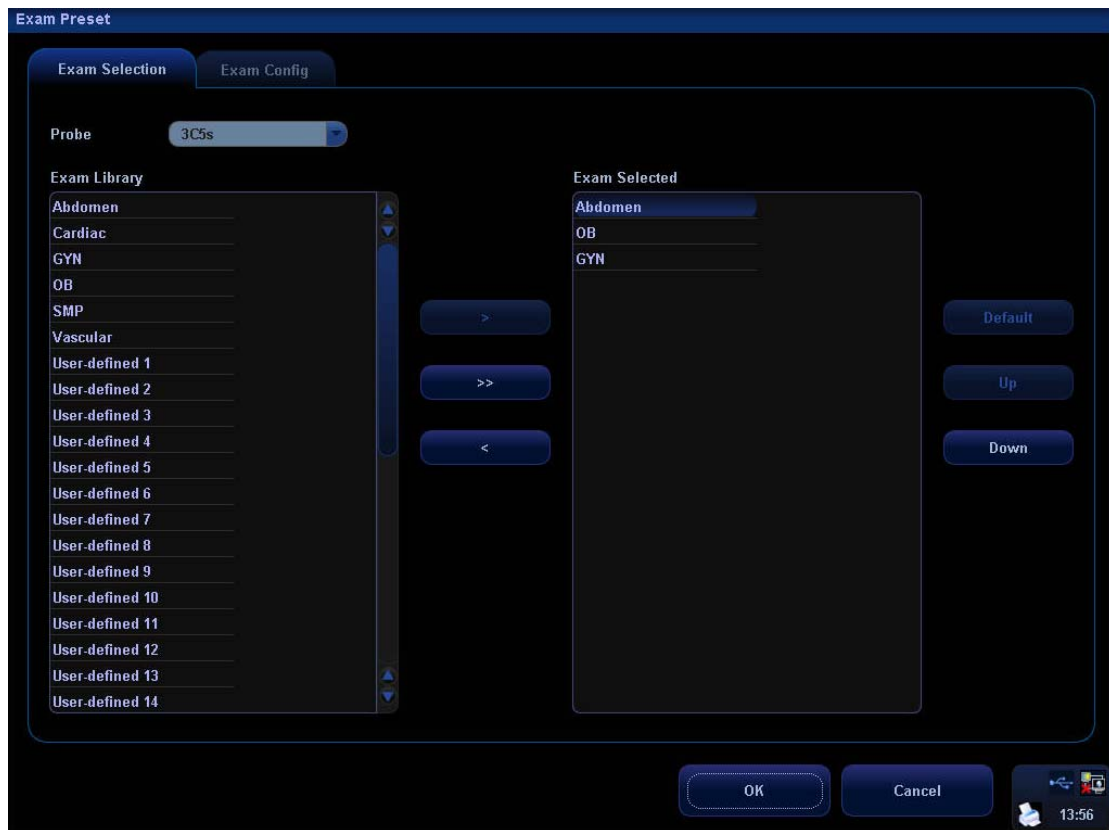 Exam Preset
Exam Selection
Exam Config
Probe
3C5s
Exam Library
Abdomen
Cardiac
GYN
OB
SMP
Vascular
User-defined 1
User-defined 2
User-defined 3
User-defined 4
User-defined 5
User-defined 6
User-defined 7
User-defined 8
User-defined 9
User-defined 10
User-defined 11
User-defined 12
User-defined 13
User-defined 14
>
>>
<
Exam Selected
Abdomen
OB
GYN
Default
Up
Down
OK
Cancel
13:56